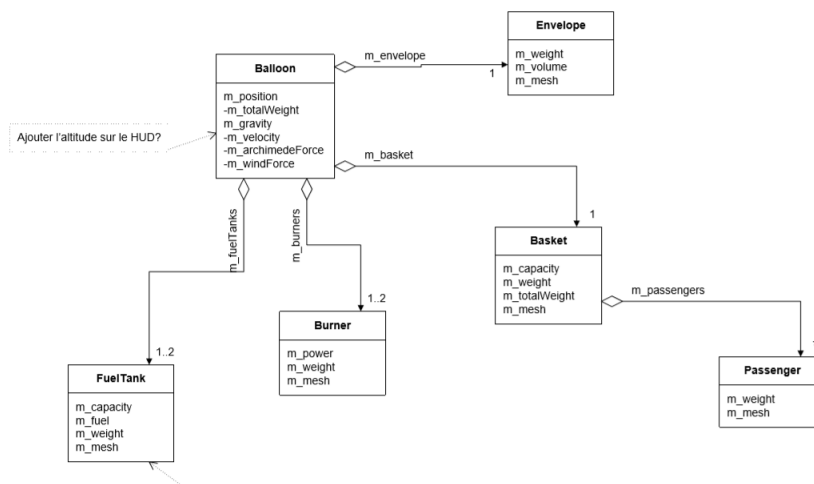 Envelope
m_weight
m_volume
m_mesh
m_envelope
1
Balloon
m_position
-m_totalWeight
m_gravity
-m_velocity
-m_archimedeForce
-m_windForce
Ajouter l'altitude sur le HUD?
m_basket
1
m_fuelTanks
m_burners
Basket
m_capacity
m_weight
m_totalWeight
m_mesh
m_passengers
1..2
Burner
m_power
m_weight
m_mesh
1..2
FuelTank
m_capacity
m_fuel
m_weight
m_mesh
Passenger
m_weight
m_mesh